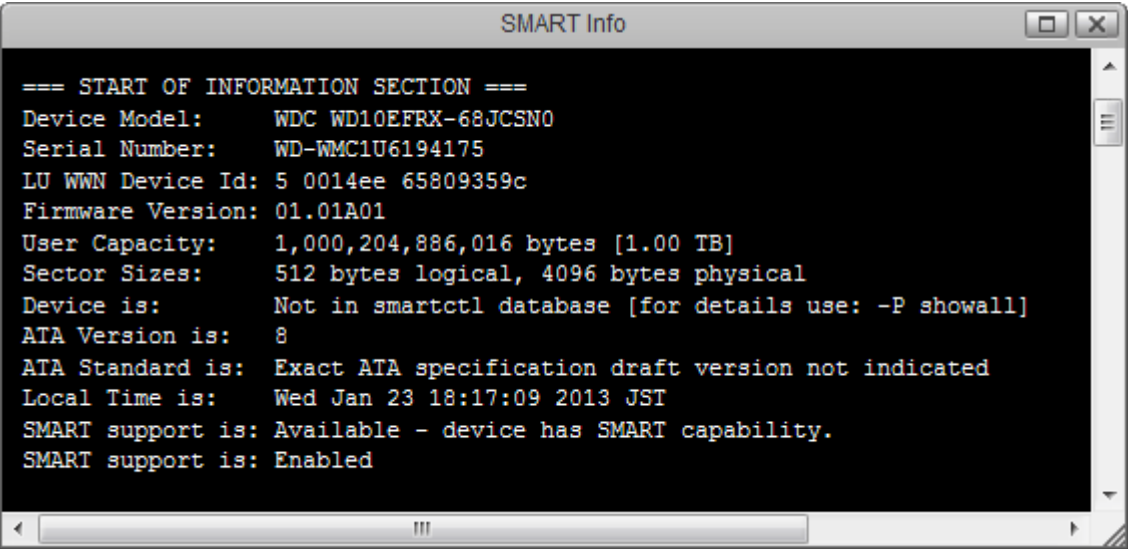 SMART Info
=== START OF INFORMATION SECTION ===
Device Model: WDC WD10EFRX-68JCSN0
Serial Number: WD-WMC1U6194175
LU WWN Device Id: 5 0014ee 65809359c
Firmware Version: 01.01A01
User Capacity: 1,000,204,886,016 bytes [1.00 TB]
Sector Sizes: 512 bytes logical, 4096 bytes physical
Device is: Not in smartctl database [for details use: -P showall]
ATA Version is: 8
ATA Standard is: Exact ATA specification draft version not indicated
Local Time is: Wed Jan 23 18:17:09 2013 JST
SMART support is: Available - device has SMART capability.
SMART support is: Enabled